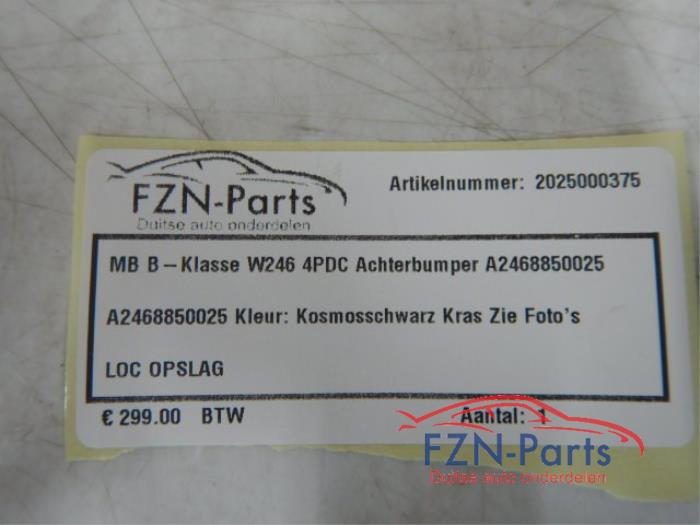 FZN-Parts
Duitse auto onderdelen
Artikelnummer: 2025000375
MB B-Klasse W246 4PDC Achterbumper A2468850025
A2468850025 Kleur: Kosmosschwarz Kras Zie Foto's
LOC OPSLAG
€ 299.00 BTW
Aantal: 1
FZN-Parts
Duitse auto onderdelen